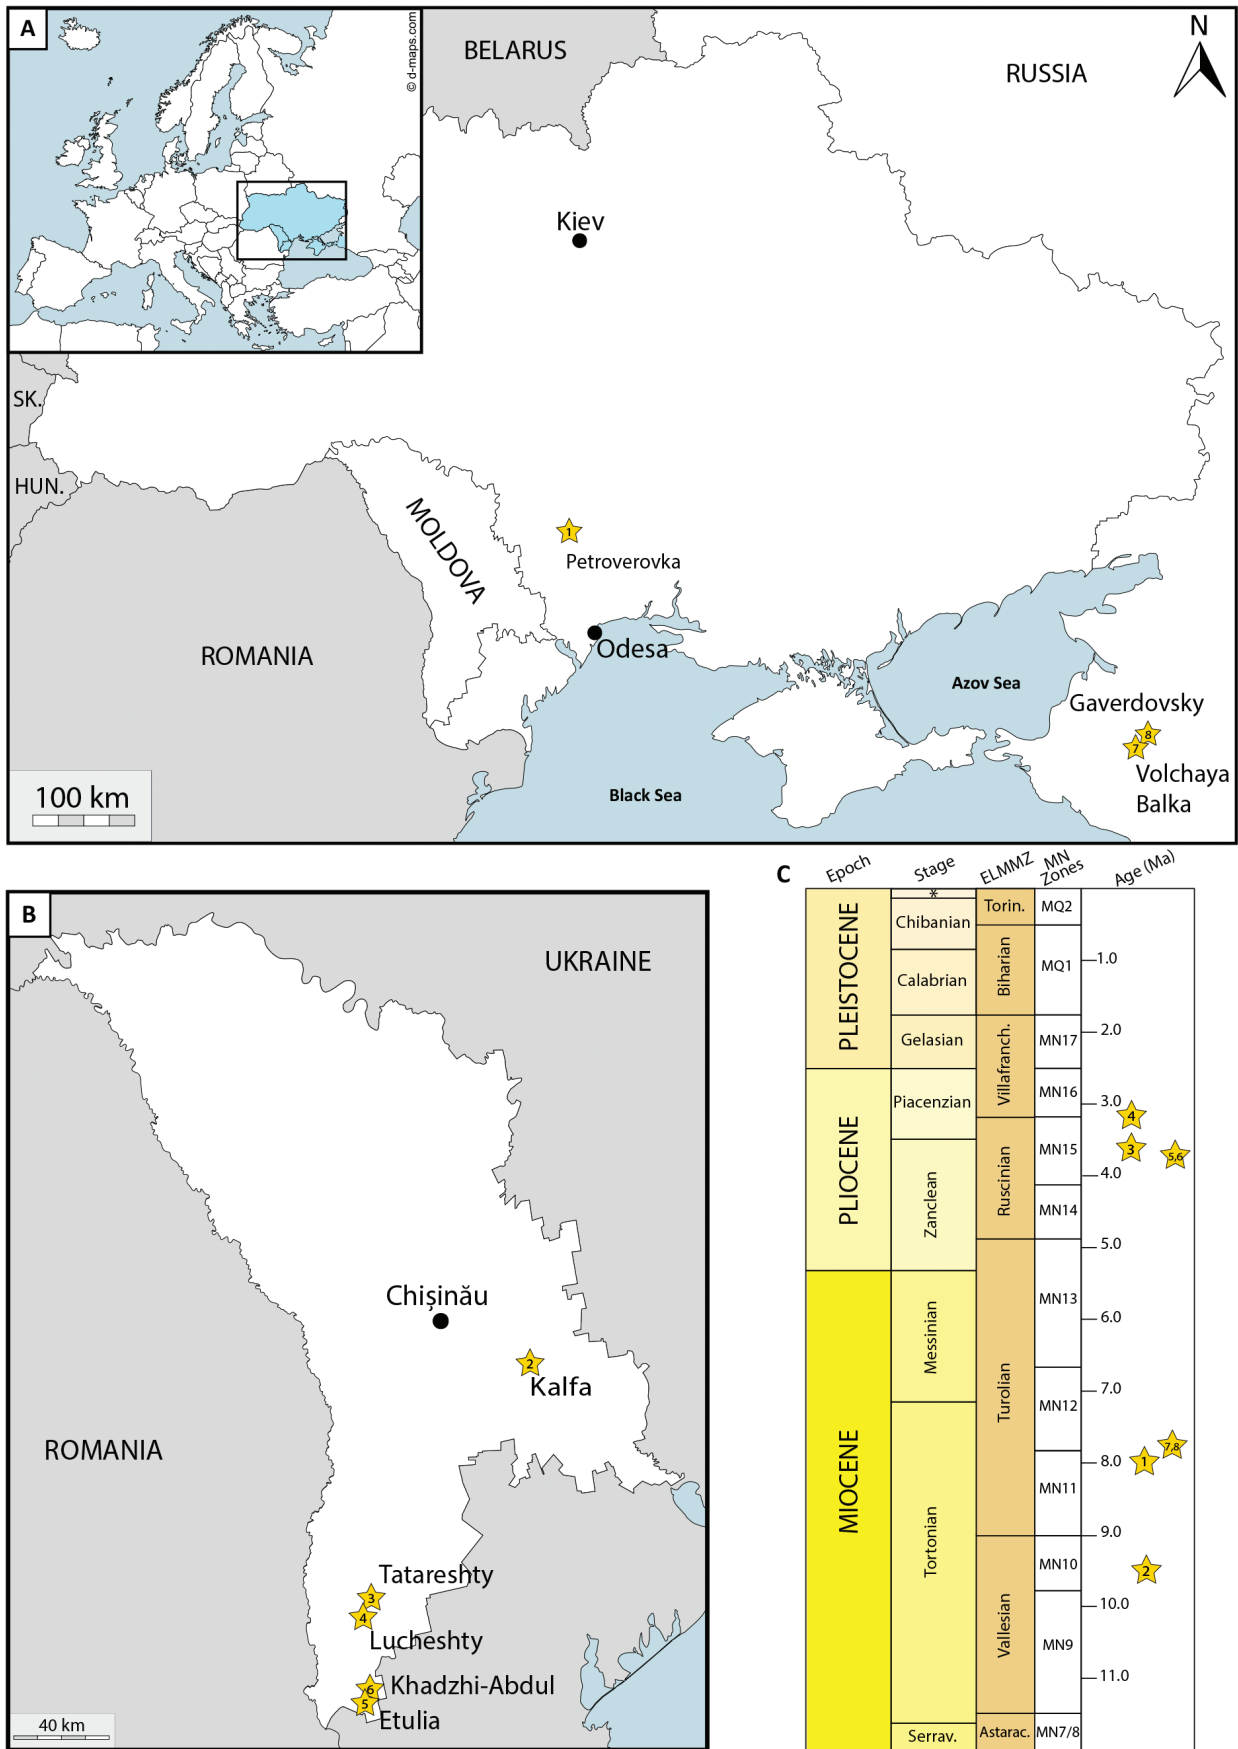 A
© d-maps.com
BELARUS
RUSSIA
N
Kiev
SK.
HUN.
MOLDOVA
1
Petroverovka
ROMANIA
Odesa
Azov Sea
Gaverdovsky
8
7
Volchaya
Balka
Black Sea
100 km
B
UKRAINE
Chișinău
2
Kalfa
ROMANIA
Tatareshty
3
4
Lucheshty
6
Khadzhi-Abdul
5
Etulia
40 km
C
Epoch
Stage
ELMMZ
MN
Zones
Age (Ma)
PLEISTOCENE
PLIOCENE
MIOCENE
*
Chibanian
Calabrian
Gelasian
Piacenzian
Zanclean
Messinian
Tortonian
Serrav.
Torin.
Biharian
Villafranch.
Ruscinian
Turolian
Vallesian
Astarac.
MQ2
MQ1
MN17
MN16
MN15
MN14
MN13
MN12
MN11
MN10
MN9
MN7/8
1.0
2.0
3.0
4.0
5.0
6.0
7.0
8.0
9.0
10.0
11.0
4
3
5,6
7,8
1
2